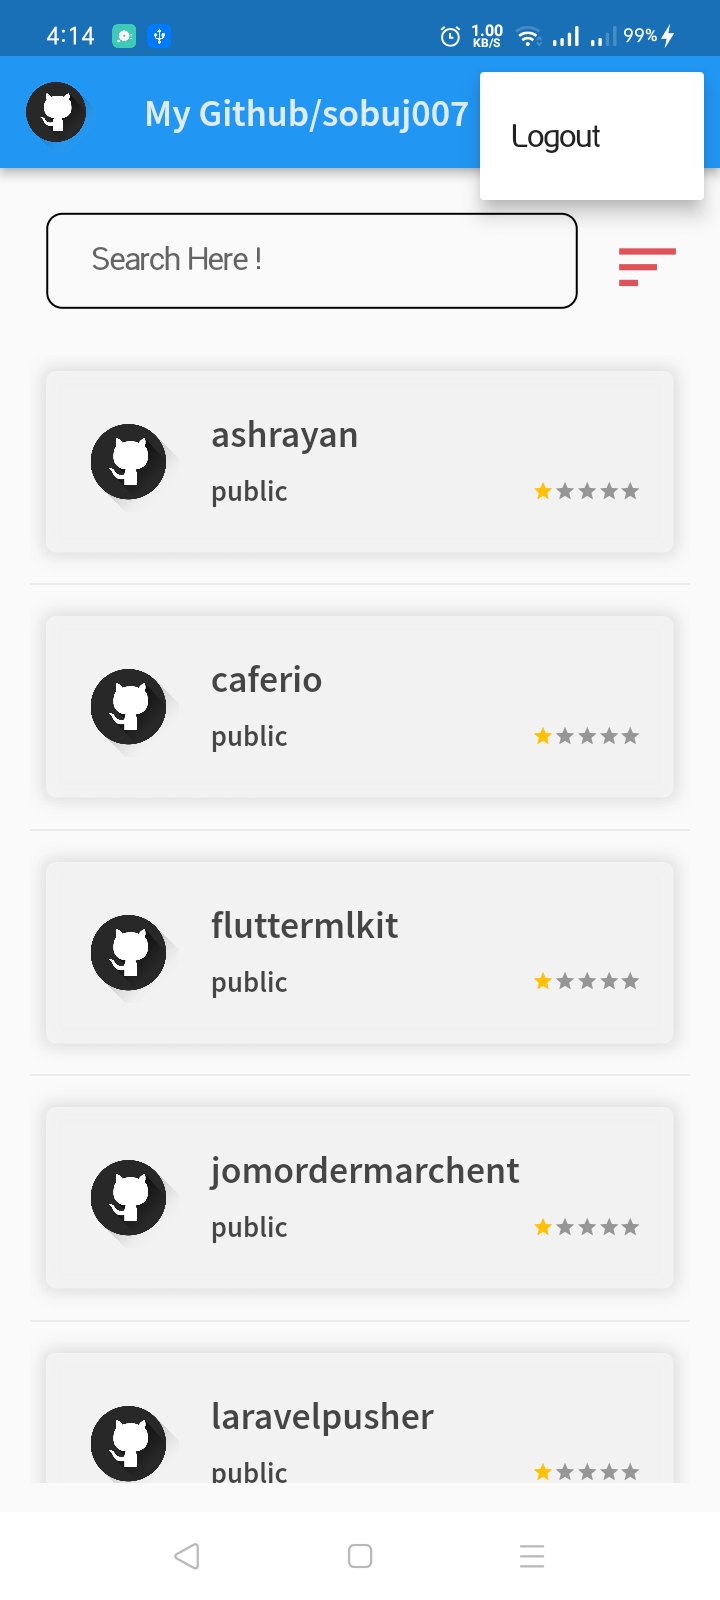 4:14
1.00 KB/S
99%
My Github/sobuj007
Logout
Search Here !
ashrayan
public
caferio
public
fluttermlkit
public
jomordermarchent
public
laravelpusher
public